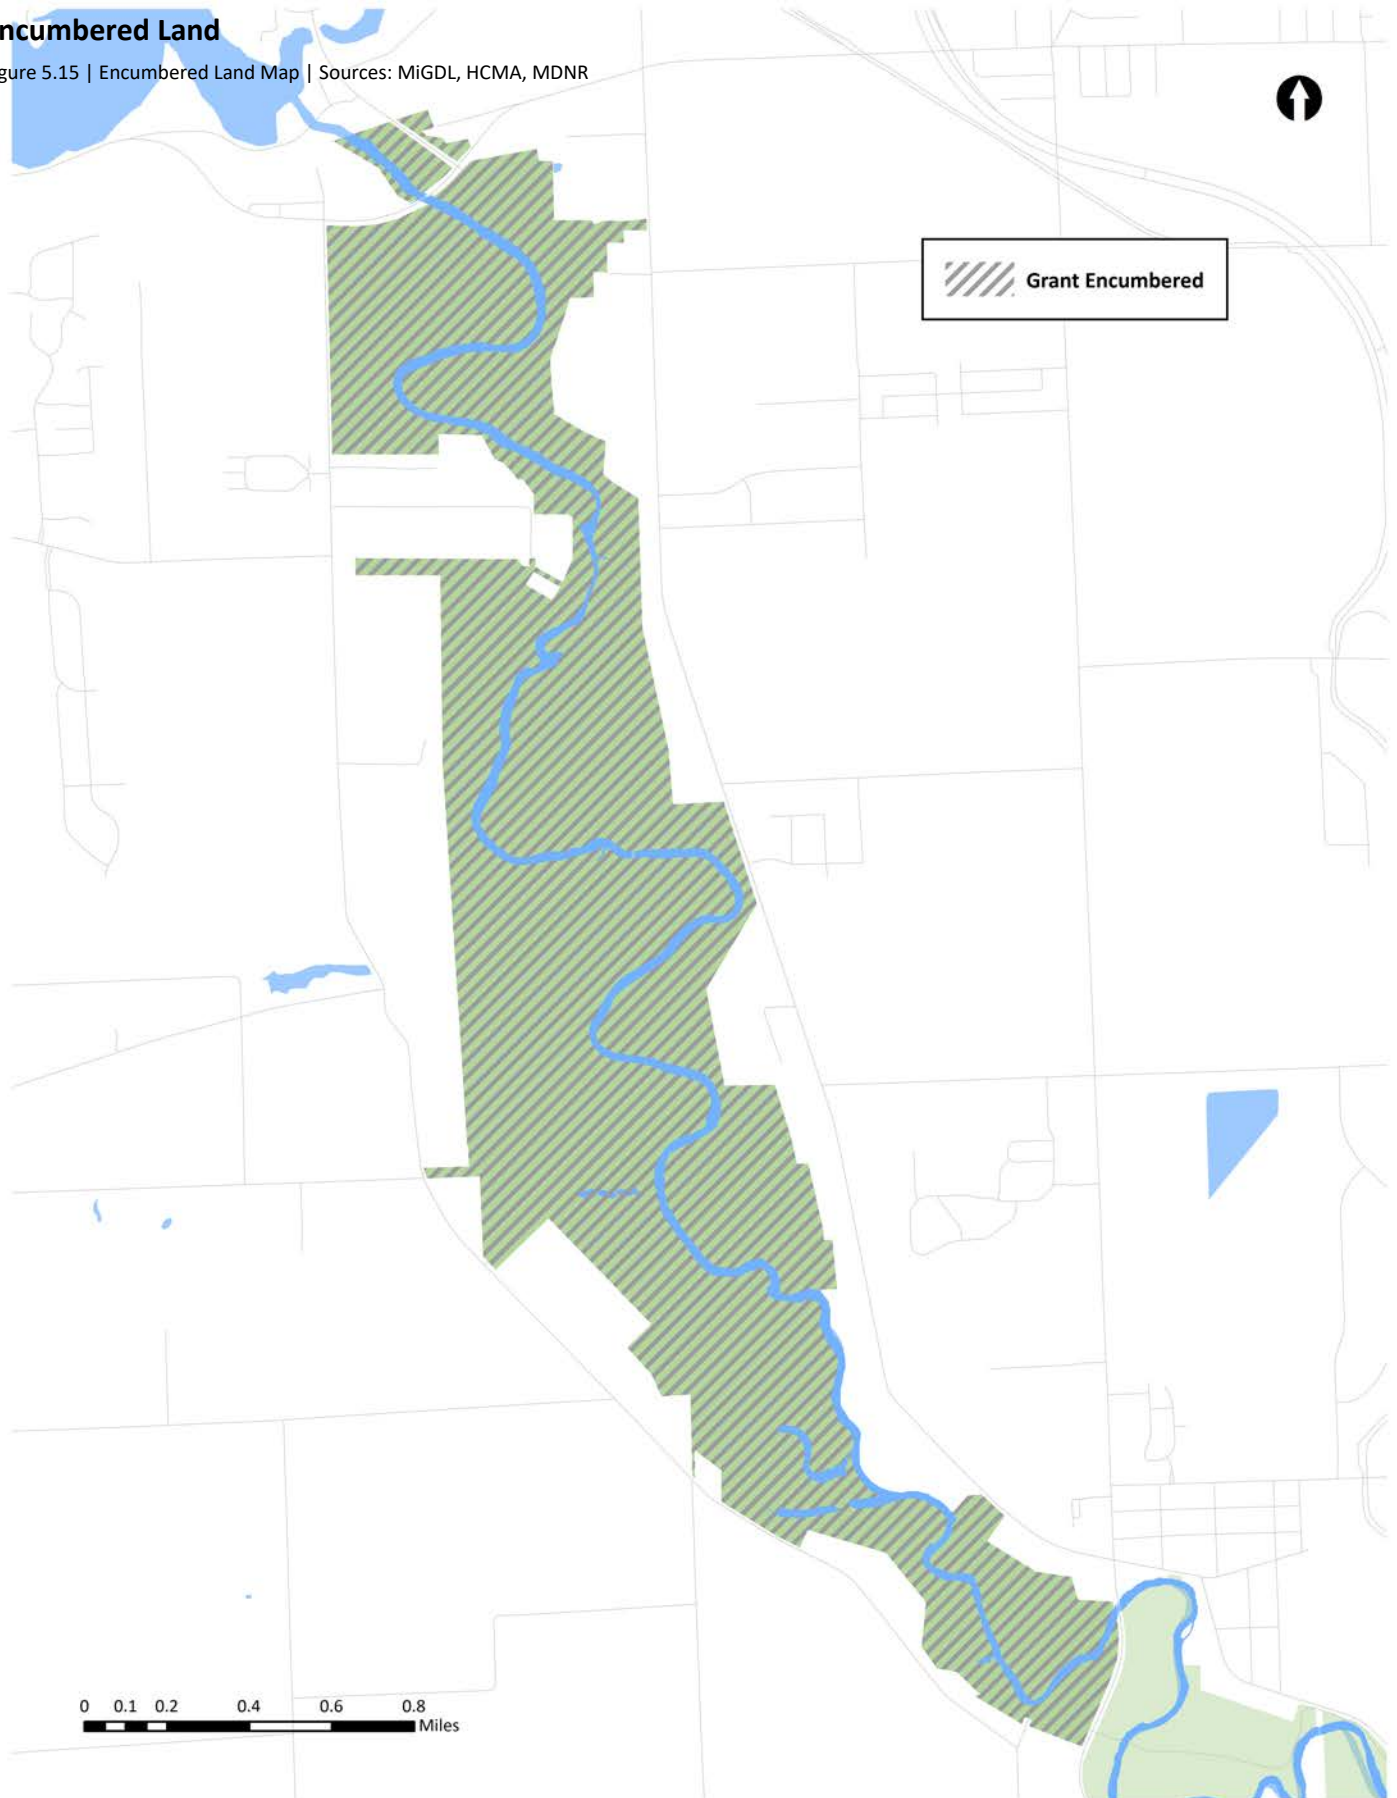 ncumbered Land
gure 5.15 | Encumbered Land Map | Sources: MiGDL, HCMA, MDNR
Grant Encumbered
0 0.1 0.2 0.4 0.6 0.8
Miles